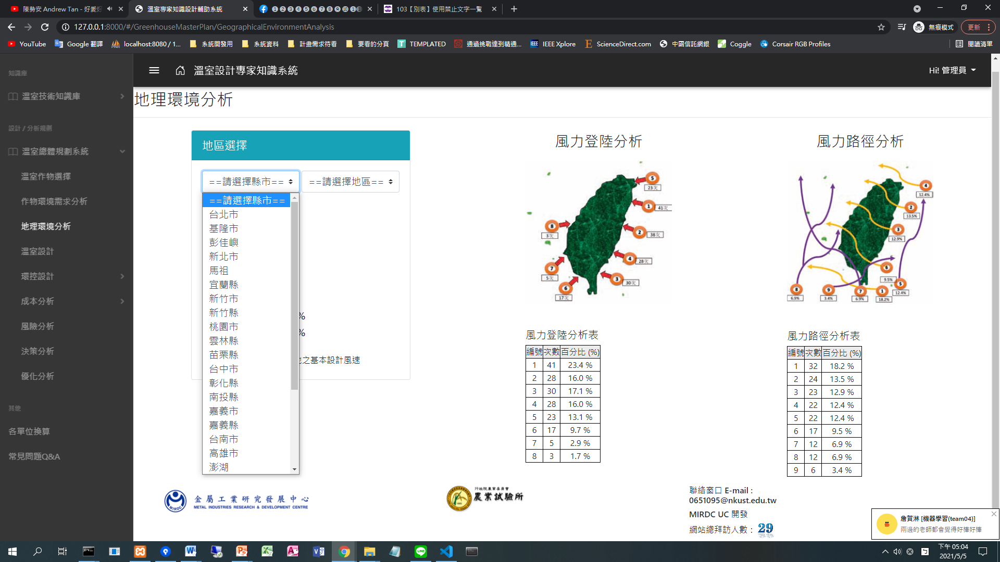 陳勢安 Andrew Tan - 好愛好
溫室專家知識設計輔助系統
❶❷❸❹❺❻❼❽❾❿⓫
103【別表】使用禁止文字一覧
127.0.0.1:8000/#/GreenhouseMasterPlan/GeographicalEnvironmentAnalysis
無痕模式
更新
YouTube
Google 翻譯
localhost:8080 / 1...
系統開發用
系統資料
計畫需求待看
要看的分頁
TEMPLATED
通過挑戰達到精通...
IEEE Xplore
ScienceDirect.com
中國信託網銀
Coggle
Corsair RGB Profiles
閱讀清單
知識庫
溫室技術知識庫
設計 / 分析規劃
溫室總體規劃系統
溫室作物選擇
作物環境需求分析
地理環境分析
溫室設計
環控設計
成本分析
風險分析
決策分析
優化分析
其他
各單位換算
常見問題Q&A
溫室設計專家知識系統
Hi! 管理員
地理環境分析
地區選擇
==請選擇縣市==
==請選擇地區==
==請選擇縣市==
台北市
基隆市
彭佳嶼
新北市
馬祖
宜蘭縣
新竹市
新竹縣
桃園市
雲林縣
苗栗縣
台中市
彰化縣
南投縣
嘉義市
嘉義縣
台南市
高雄市
澎湖
%
%
之基本設計風速
風力登陸分析
5
23次
1
41次
8
3次
2
38次
4
28次
7
5次
3
30次
6
17次
風力路徑分析
4
12.4%
2
13.5%
3
12.9%
6
9.5%
5
12.4%
8
6.9%
9
3.4%
7
6.9%
1
18.2%
風力登陸分析表
編號 次數 百分比 (%)
1 41 23.4 %
2 28 16.0 %
3 30 17.1 %
4 28 16.0 %
5 23 13.1 %
6 17 9.7 %
7 5 2.9 %
8 3 1.7 %
風力路徑分析表
編號 次數 百分比 (%)
1 32 18.2 %
2 24 13.5 %
3 23 12.9 %
4 22 12.4 %
5 22 12.4 %
6 17 9.5 %
7 12 6.9 %
8 12 6.9 %
9 6 3.4 %
MIRDC
金屬工業研究發展中心
METAL INDUSTRIES RESEARCH & DEVELOPMENT CENTRE
行政院農業委員會
農業試驗所
聯絡窗口 E-mail :
0651095@nkust.edu.tw
MIRDC UC 開發
網站總拜訪人數： 29
詹賀淋 [機器學習(team04)]
兩邊的老師都會覺得好棒好棒
下午 05:04
2021/5/5